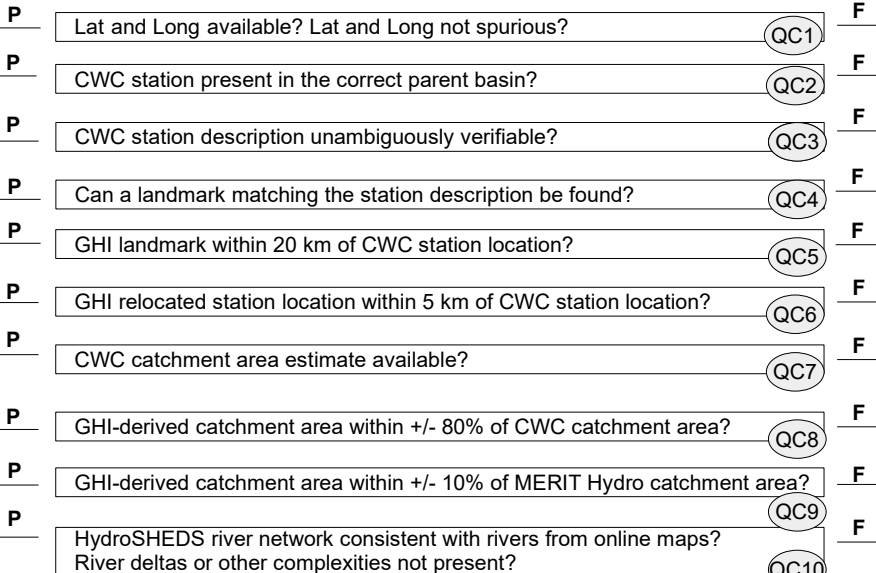 P
F
Lat and Long available? Lat and Long not spurious?
QC1
P
F
CWC station present in the correct parent basin?
QC2
P
F
CWC station description unambiguously verifiable?
QC3
P
F
Can a landmark matching the station description be found?
QC4
P
F
GHI landmark within 20 km of CWC station location?
QC5
P
F
GHI relocated station location within 5 km of CWC station location?
QC6
P
F
CWC catchment area estimate available?
QC7
P
F
GHI-derived catchment area within +/- 80% of CWC catchment area?
QC8
P
F
GHI-derived catchment area within +/- 10% of MERIT Hydro catchment area?
QC9
P
F
HydroSHEDS river network consistent with rivers from online maps?
River deltas or other complexities not present?
QC10